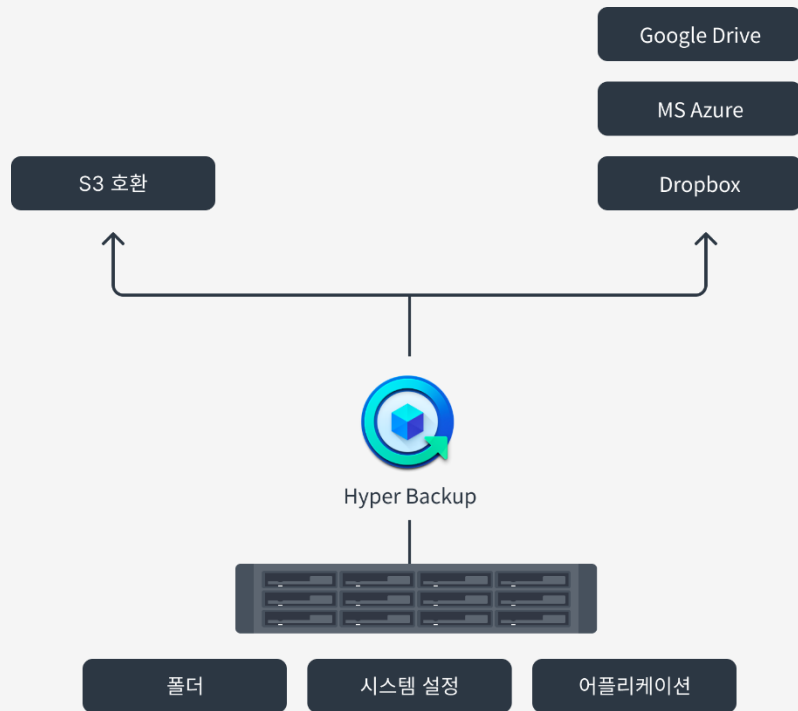 Google Drive
MS Azure
S3 호환
Dropbox
Hyper Backup
폴더
시스템 설정
어플리케이션